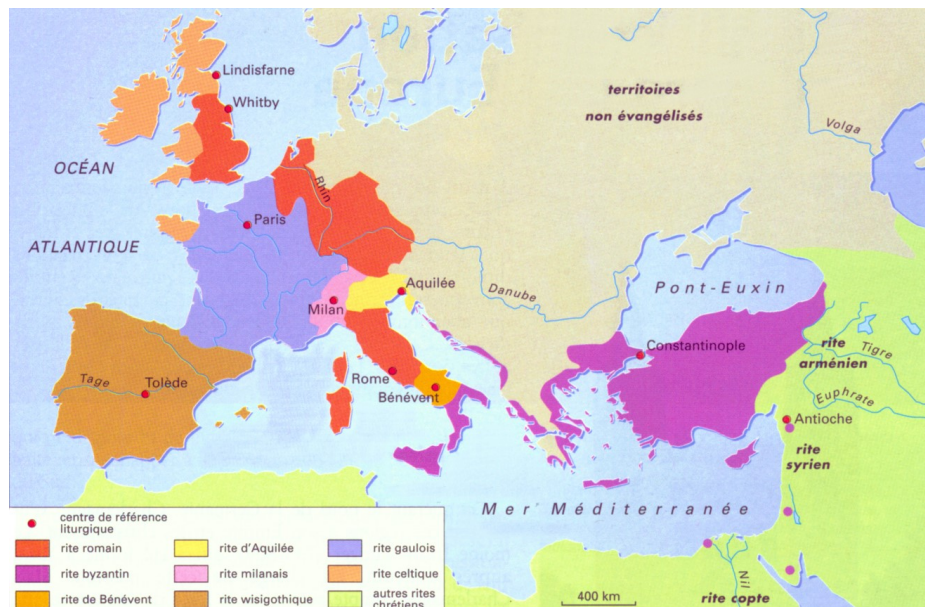 Lindisfarne
Whitby
territoires
non évangélisés
Volga
OCÉAN
Rhin
Paris
ATLANTIQUE
Aquilée
Danube
Pont-Euxin
Milan
Constantinople
rite
arménien
Tigre
Rome
Tage
Tolède
Bénévent
Euphrate
Antioche
rite
syrien
Mer Méditerranée
Nil
rite copte
400 km
centre de référence
liturgique
rite romain
rite d'Aquilée
rite gaulois
rite byzantin
rite milanais
rite celtique
rite de Bénévent
rite wisigothique
autres rites
chrétiens